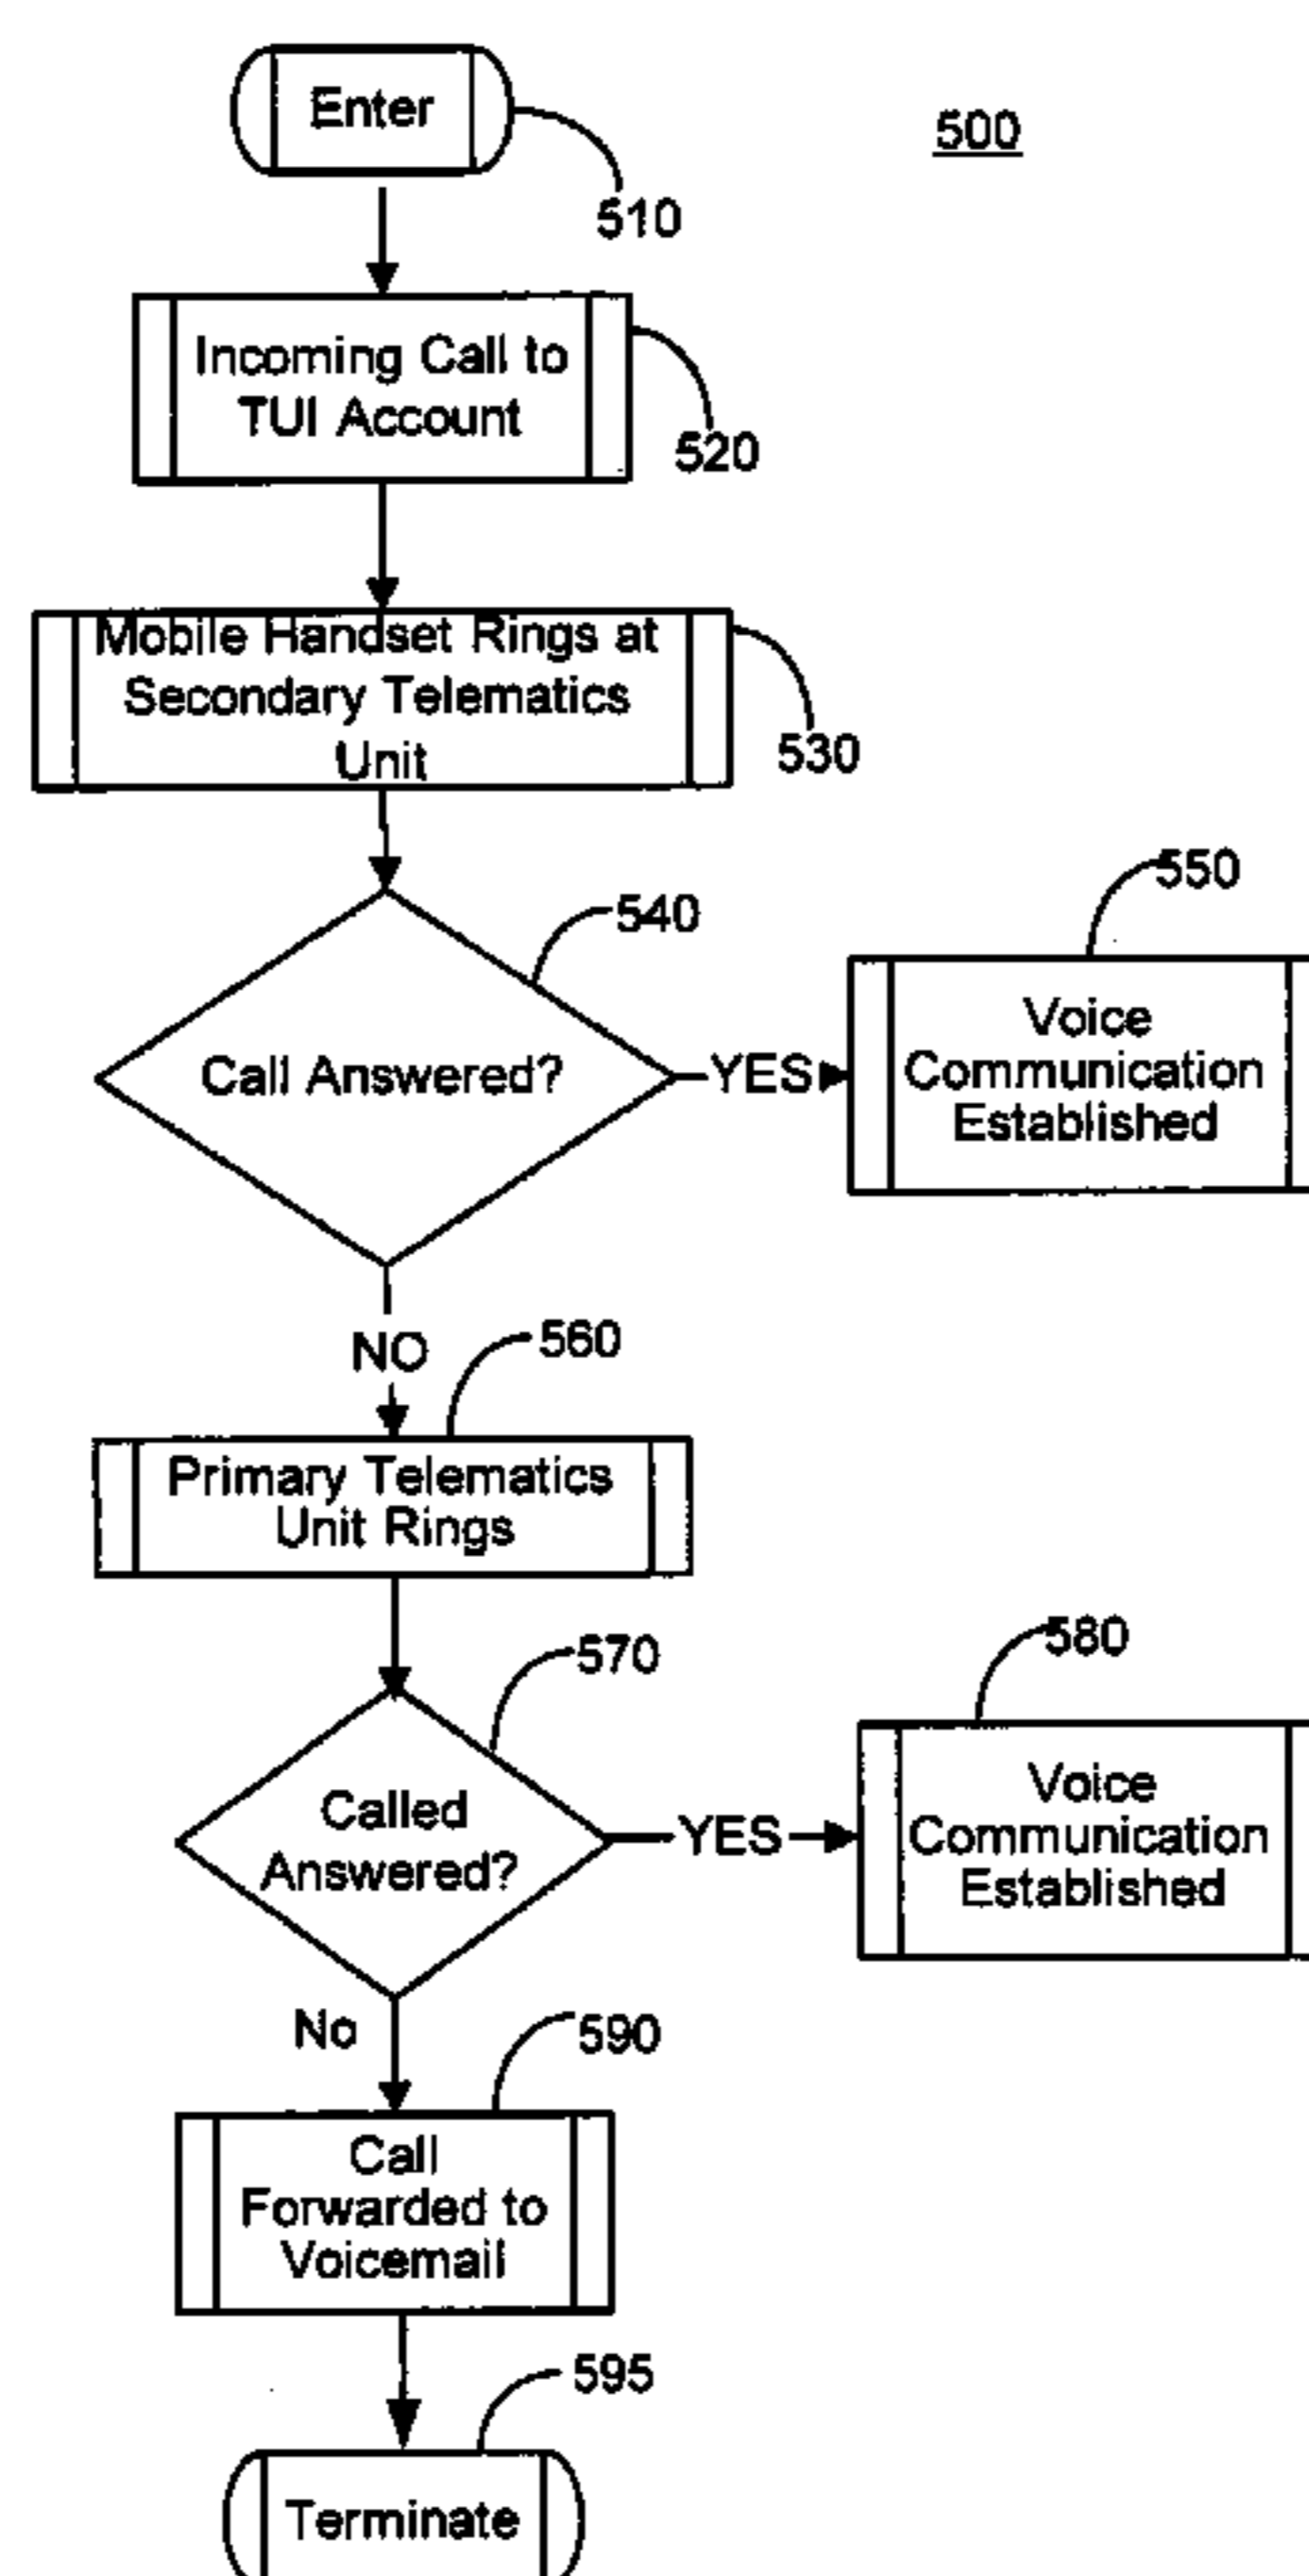 Enter
500
510
Incoming Call to
TUI Account
520
Mobile Handset Rings at
Secondary Telematics
Unit
530
540
550
Call Answered?
YES
Voice
Communication
Established
NO
560
Primary Telematics
Unit Rings
570
580
Called
Answered?
YES
Voice
Communication
Established
No
590
Call
Forwarded to
Voicemail
595
Terminate